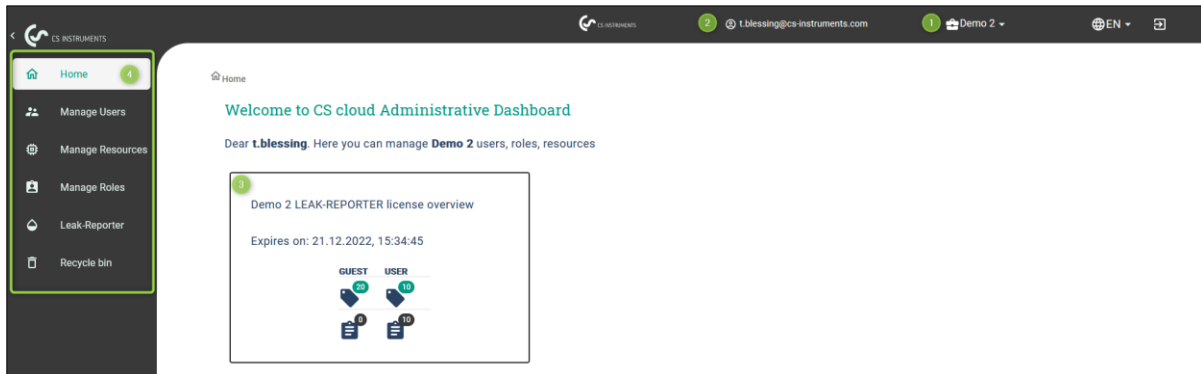 CS INSTRUMENTS
CS INSTRUMENTS
2 t.blessing@cs-instruments.com
1 Demo 2
EN
Home 4
Manage Users
Manage Resources
Manage Roles
Leak-Reporter
Recycle bin
Home
Welcome to CS cloud Administrative Dashboard
Dear t.blessing. Here you can manage Demo 2 users, roles, resources
3
Demo 2 LEAK-REPORTER license overview
Expires on: 21.12.2022, 15:34:45
GUEST USER
20 10
0 10